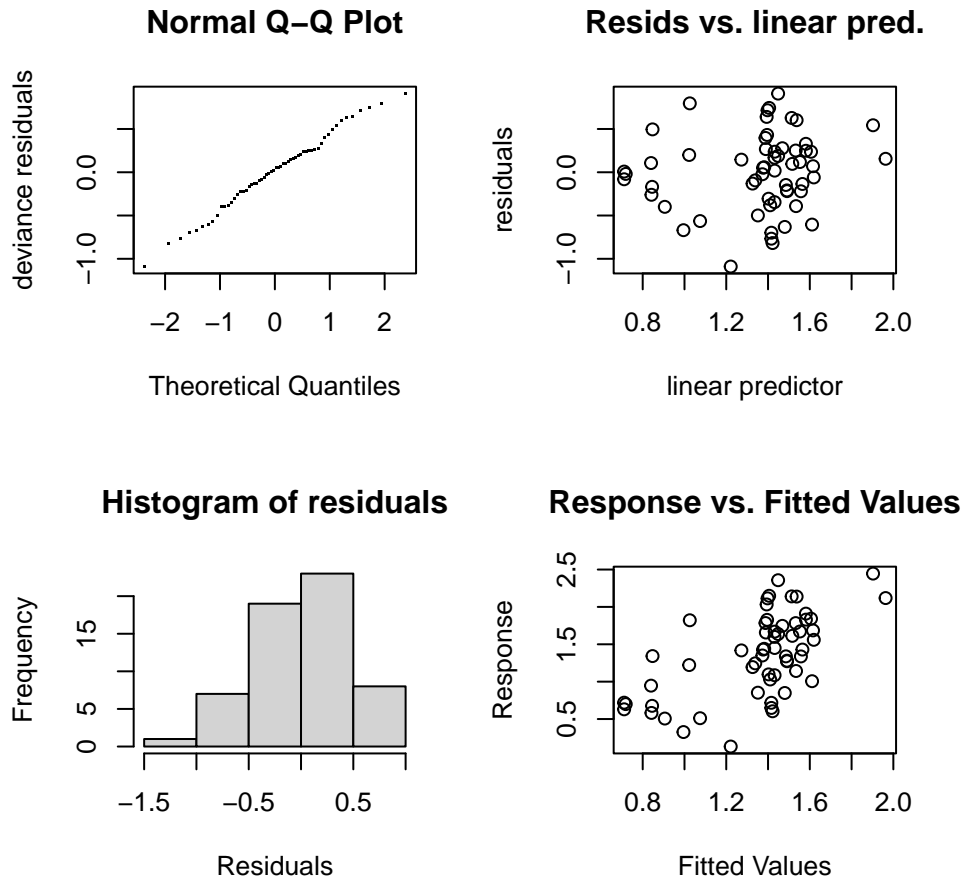 Normal Q−Q Plot
deviance residuals
0.0
−1.0
−2 −1 0 1 2
Theoretical Quantiles
Resids vs. linear pred.
residuals
0.0
−1.0
0.8 1.2 1.6 2.0
linear predictor
Histogram of residuals
Frequency
15
5
0
−1.5 −0.5 0.5
Residuals
Response vs. Fitted Values
Response
2.5
1.5
0.5
0.8 1.2 1.6 2.0
Fitted Values